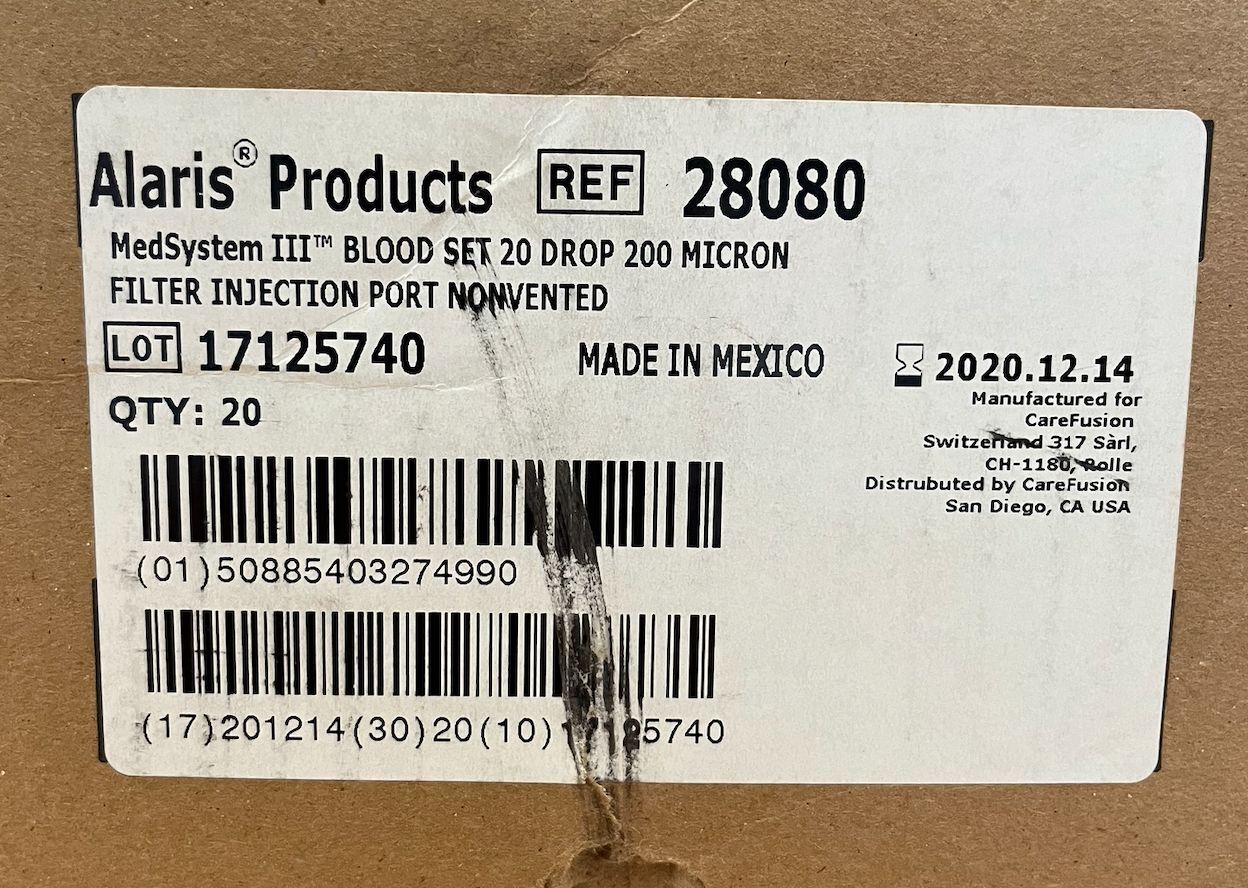 Alaris® Products REF 28080
MedSystem III™ BLOOD SET 20 DROP 200 MICRON
FILTER INJECTION PORT NONVENTED
LOT 17125740 MADE IN MEXICO 2020.12.14
QTY: 20
Manufactured for
CareFusion
Switzerland 317 Sàrl,
CH-1180, Rolle
Distrubuted by CareFusion
San Diego, CA USA
(01)50885403274990
(17)201214(30)20(10)17125740